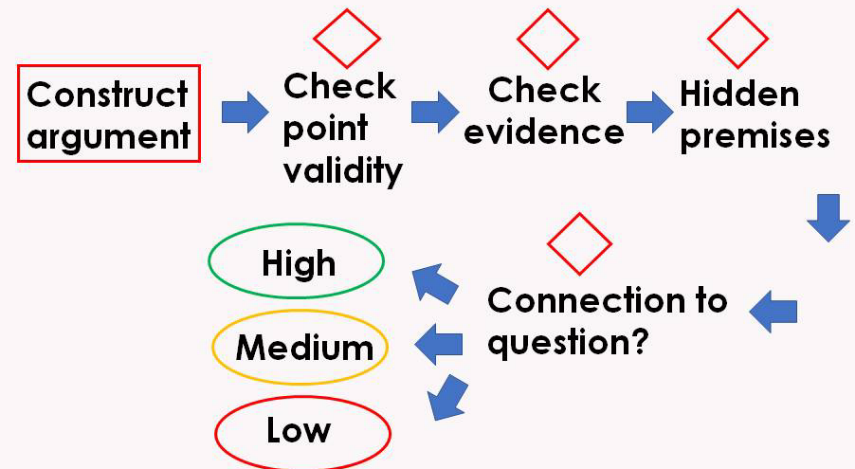 Construct
argument
Check
point
validity
Check
evidence
Hidden
premises
Connection to
question?
High
Medium
Low